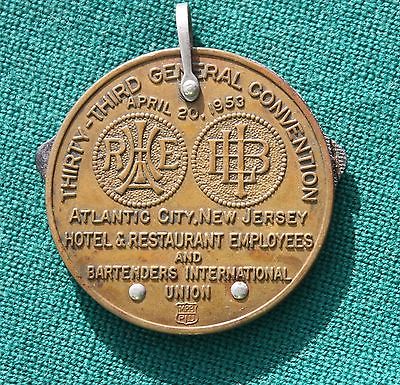 THIRTY-THIRD GENERAL CONVENTION
APRIL 20, 1953
ATLANTIC CITY, NEW JERSEY
HOTEL & RESTAURANT EMPLOYEES
AND
BARTENDERS INTERNATIONAL
UNION